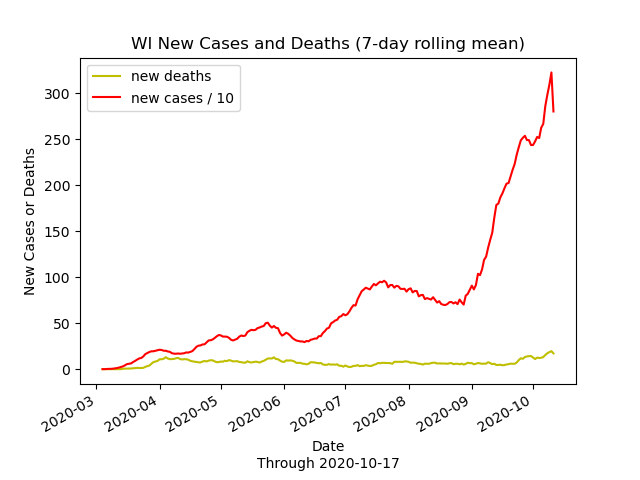 WI New Cases and Deaths (7-day rolling mean)
new deaths
new cases / 10
New Cases or Deaths
300
250
200
150
100
50
0
2020-03
2020-04
2020-05
2020-06
2020-07
2020-08
2020-09
2020-10
Date
Through 2020-10-17